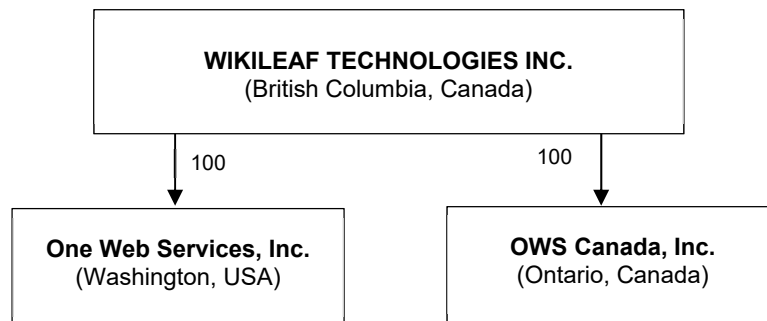 WIKILEAF TECHNOLOGIES INC.
(British Columbia, Canada)
100
100
One Web Services, Inc.
(Washington, USA)
OWS Canada, Inc.
(Ontario, Canada)